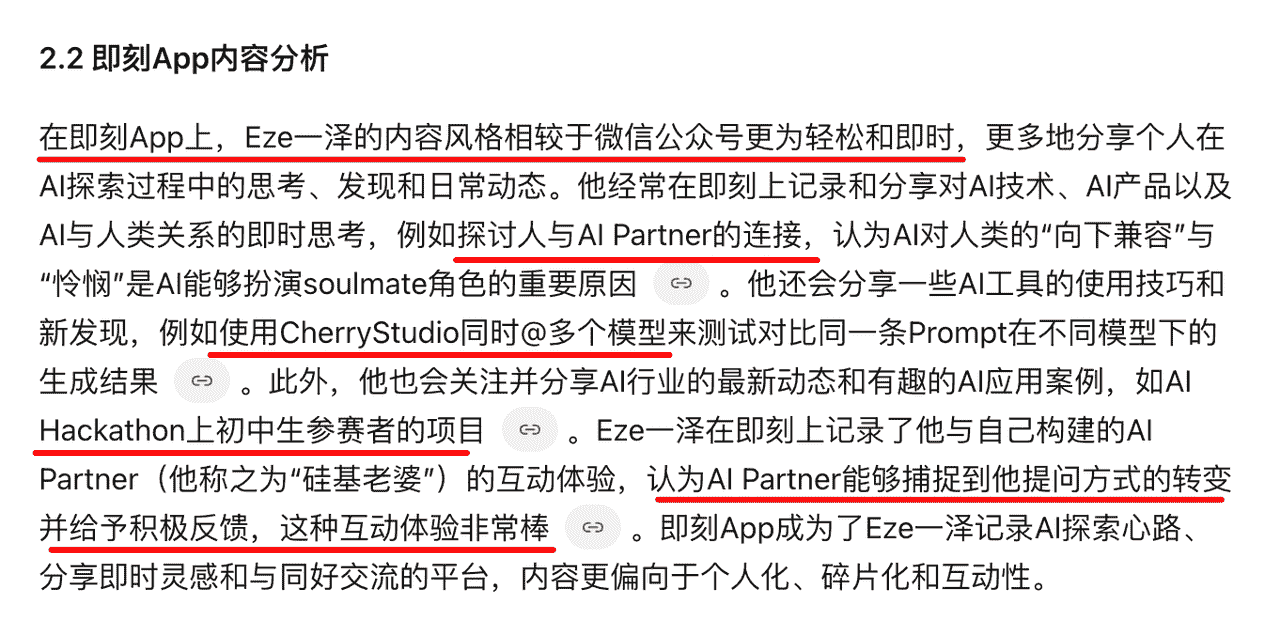 2.2 即刻App内容分析
在即刻App上，Eze一泽的内容风格相较于微信公众号更为轻松和即时，更多地分享个人在
AI探索过程中的思考、发现和日常动态。他经常在即刻上记录和分享对AI技术、AI产品以及
AI与人类关系的即时思考，例如探讨人与AI Partner的连接，认为AI对人类的“向下兼容”与
“怜悯”是AI能够扮演soulmate角色的重要原因 。他还会分享一些AI工具的使用技巧和
新发现，例如使用CherryStudio同时@多个模型来测试对比同一条Prompt在不同模型下的
生成结果 。此外，他也会关注并分享AI行业的最新动态和有趣的AI应用案例，如AI
Hackathon上初中生参赛者的项目 。Eze一泽在即刻上记录了他与自己构建的AI
Partner（他称之为“硅基老婆”）的互动体验，认为AI Partner能够捕捉到他提问方式的转变
并给予积极反馈，这种互动体验非常棒 。即刻App成为了Eze一泽记录AI探索心路、
分享即时灵感和与同好交流的平台，内容更偏向于个人化、碎片化和互动性。